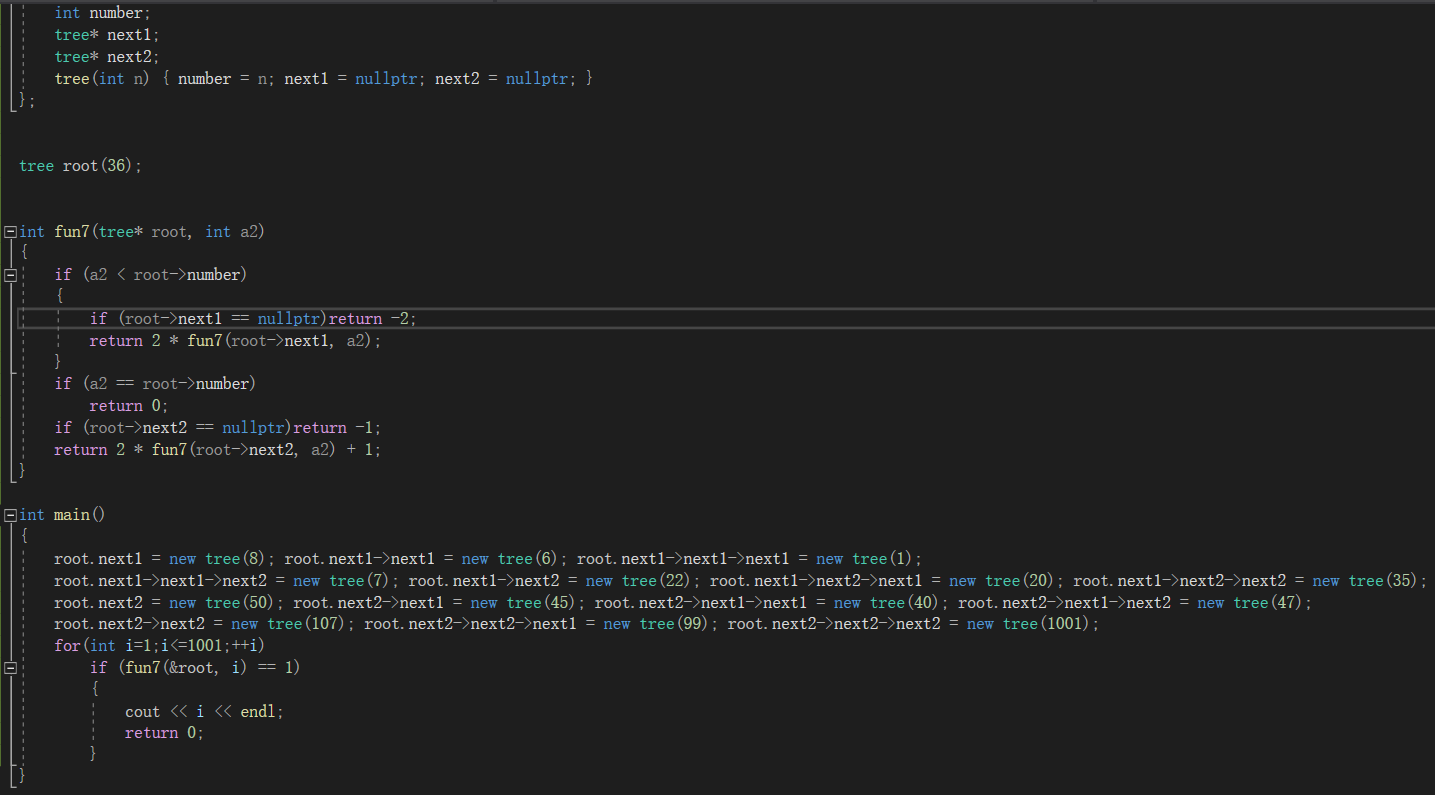 int number;
tree* next1;
tree* next2;
tree(int n) { number = n; next1 = nullptr; next2 = nullptr; }
};
tree root(36);
int fun7(tree* root, int a2)
{
if (a2 < root->number)
{
if (root->next1 == nullptr)return -2;
return 2 * fun7(root->next1, a2);
}
if (a2 == root->number)
return 0;
if (root->next2 == nullptr)return -1;
return 2 * fun7(root->next2, a2) + 1;
}
int main()
{
root.next1 = new tree(8); root.next1->next1 = new tree(6); root.next1->next1->next1 = new tree(1);
root.next1->next1->next2 = new tree(7); root.next1->next2 = new tree(22); root.next1->next2->next1 = new tree(20); root.next1->next2->next2 = new tree(35);
root.next2 = new tree(50); root.next2->next1 = new tree(45); root.next2->next1->next1 = new tree(40); root.next2->next1->next2 = new tree(47);
root.next2->next2 = new tree(107); root.next2->next2->next1 = new tree(99); root.next2->next2->next2 = new tree(1001);
for(int i=1;i<=1001;++i)
if (fun7(&root, i) == 1)
{
cout << i << endl;
return 0;
}
}